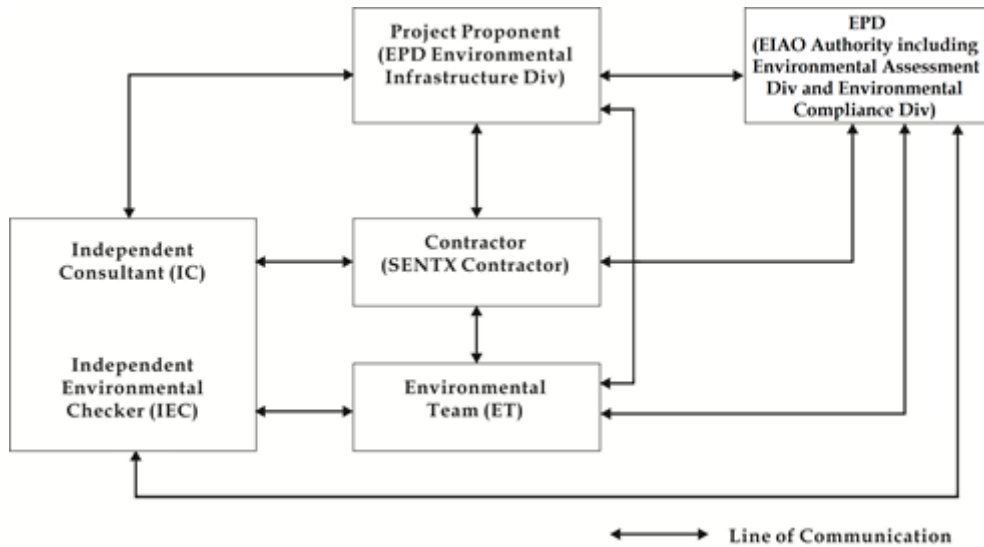 Project Proponent
(EPD Environmental
Infrastructure Div)
EPD
(EIAO Authority including
Environmental Assessment
Div and Environmental
Compliance Div)
Independent
Consultant (IC)
Contractor
(SENTX Contractor)
Independent
Environmental
Checker (IEC)
Environmental
Team (ET)
Line of Communication